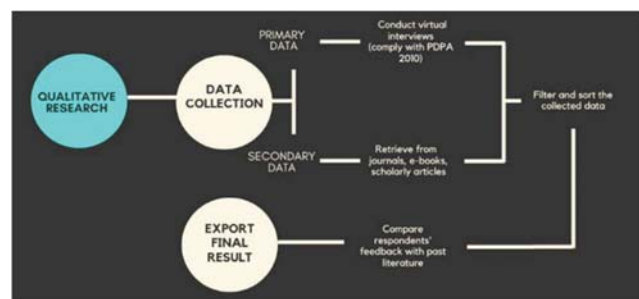 PRIMARY
DATA
Conduct virtual
interviews
(comply with PDPA
2010)
QUALITATIVE
RESEARCH
DATA
COLLECTION
Filter and sort the
collected data
SECONDARY
DATA
Retrieve from
journals, e-books,
scholarly articles
EXPORT
FINAL
RESULT
Compare
respondents'
feedback with past
literature